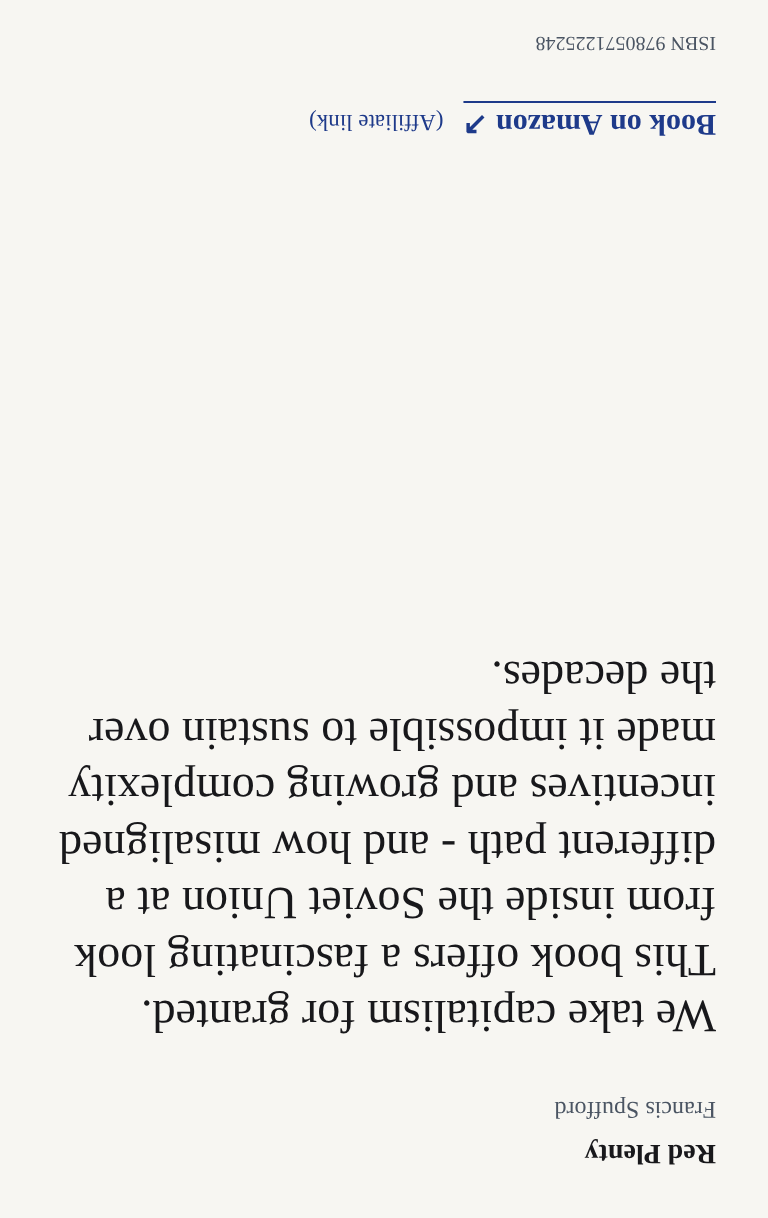 Red Plenty
Francis Spufford
We take capitalism for granted.
This book offers a fascinating look
from inside the Soviet Union at a
different path - and how misaligned
incentives and growing complexity
made it impossible to sustain over
the decades.
Book on Amazon ↗ (Affiliate link)
ISBN 9780571225248